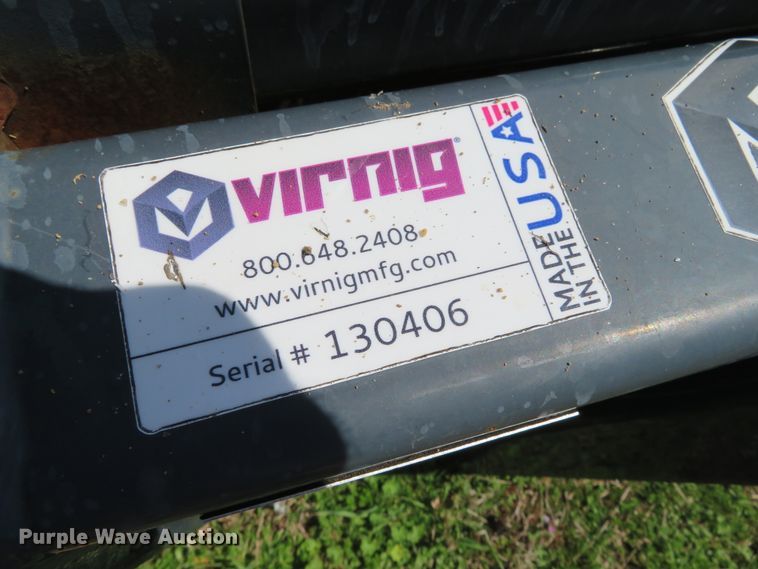 VIRNIG®
800.648.2408
www.virnigmfg.com
Serial # 130406
MADE IN THE USA
Purple Wave Auction®